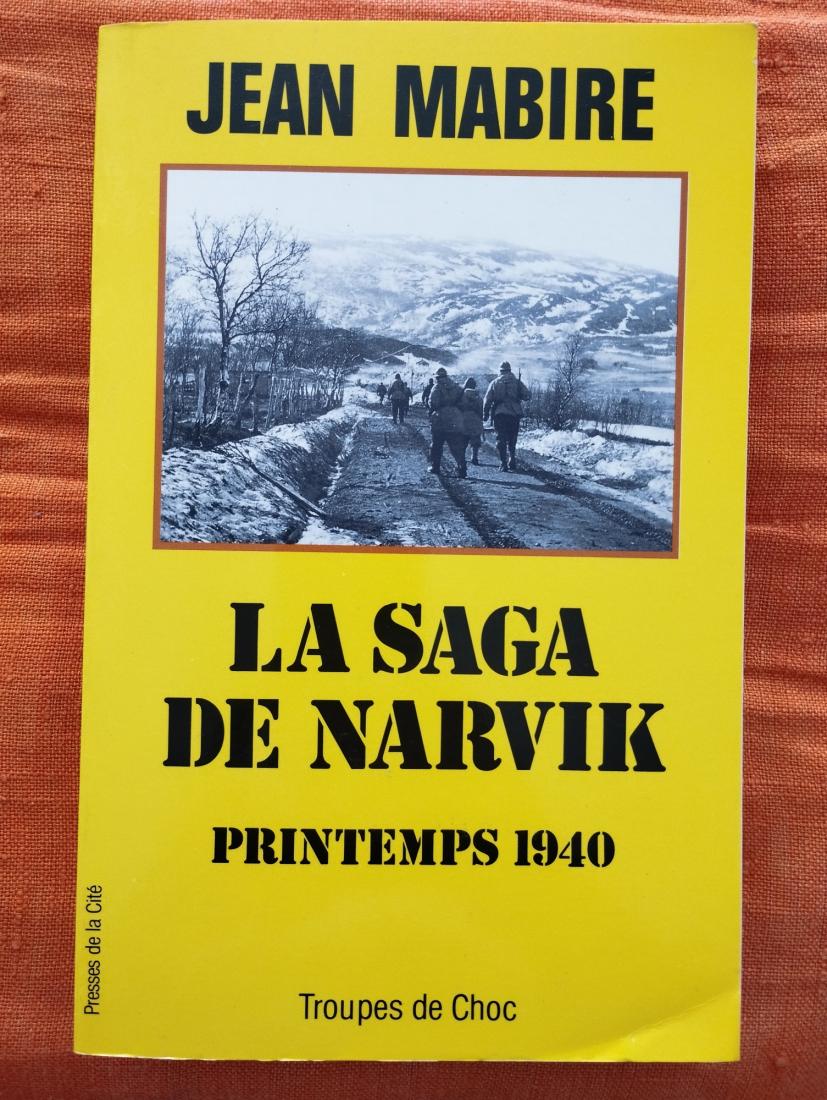 JEAN MABIRE
LA SAGA
DE NARVIK
PRINTEMPS 1940
Presses de la Cité
Troupes de Choc